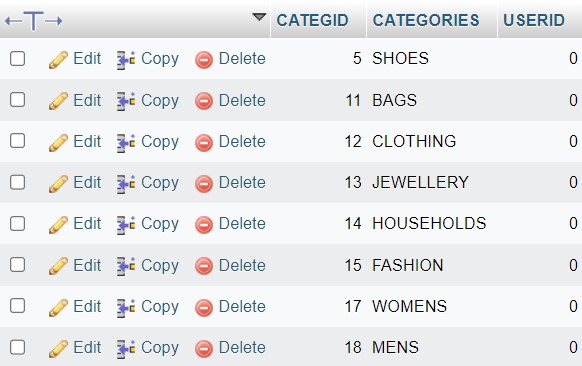 CATEGID CATEGORIES USERID
Edit Copy Delete 5 SHOES 0
Edit Copy Delete 11 BAGS 0
Edit Copy Delete 12 CLOTHING 0
Edit Copy Delete 13 JEWELLERY 0
Edit Copy Delete 14 HOUSEHOLDS 0
Edit Copy Delete 15 FASHION 0
Edit Copy Delete 17 WOMENS 0
Edit Copy Delete 18 MENS 0